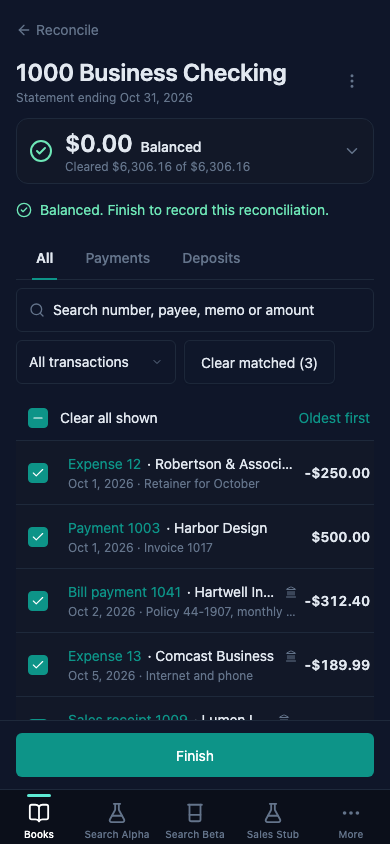 Reconcile
1000 Business Checking
Statement ending Oct 31, 2026
$0.00 Balanced
Cleared $6,306.16 of $6,306.16
Balanced. Finish to record this reconciliation.
All Payments Deposits
Search number, payee, memo or amount
All transactions Clear matched (3)
Clear all shown Oldest first
Expense 12 · Robertson & Associ... -$250.00
Oct 1, 2026 · Retainer for October
Payment 1003 · Harbor Design $500.00
Oct 1, 2026 · Invoice 1017
Bill payment 1041 · Hartwell In... -$312.40
Oct 2, 2026 · Policy 44-1907, monthly ...
Expense 13 · Comcast Business -$189.99
Oct 5, 2026 · Internet and phone
Sales receipt 1009 ·
Finish
Books Search Alpha Search Beta Sales Stub More